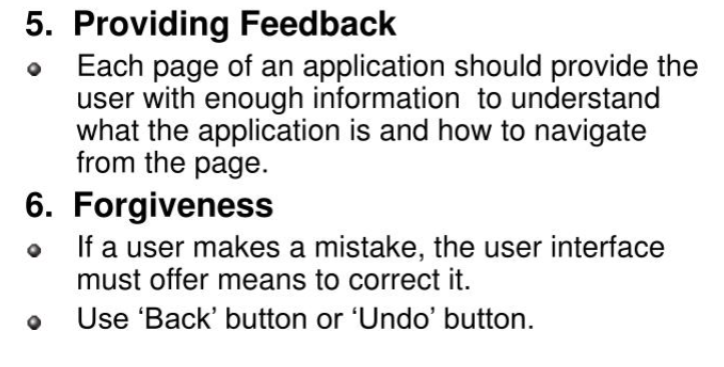 5. Providing Feedback
Each page of an application should provide the
user with enough information to understand
what the application is and how to navigate
from the page.
6. Forgiveness
If a user makes a mistake, the user interface
must offer means to correct it.
Use ‘Back’ button or ‘Undo’ button.